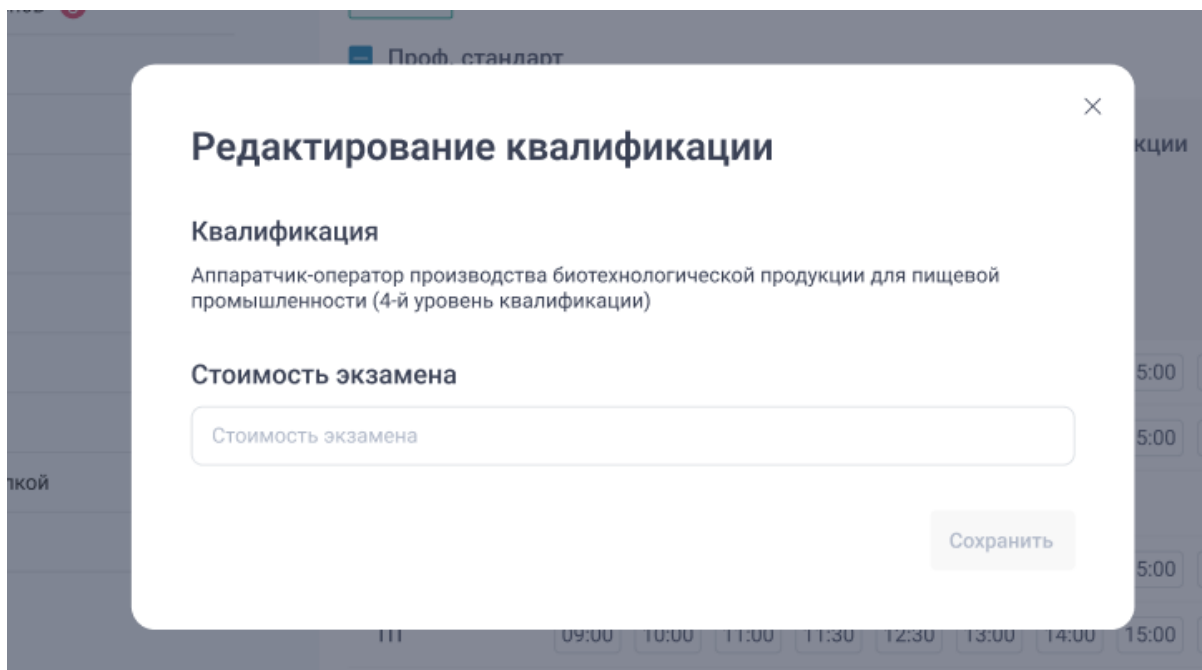 Проф. стандарт
Редактирование квалификации
кции
Квалификация
Аппаратчик-оператор производства биотехнологической продукции для пищевой
промышленности (4-й уровень квалификации)
Стоимость экзамена
5:00
Стоимость экзамена
5:00
лкой
Сохранить
5:00
09:00 10:00 11:00 11:30 12:30 13:00 14:00 15:00